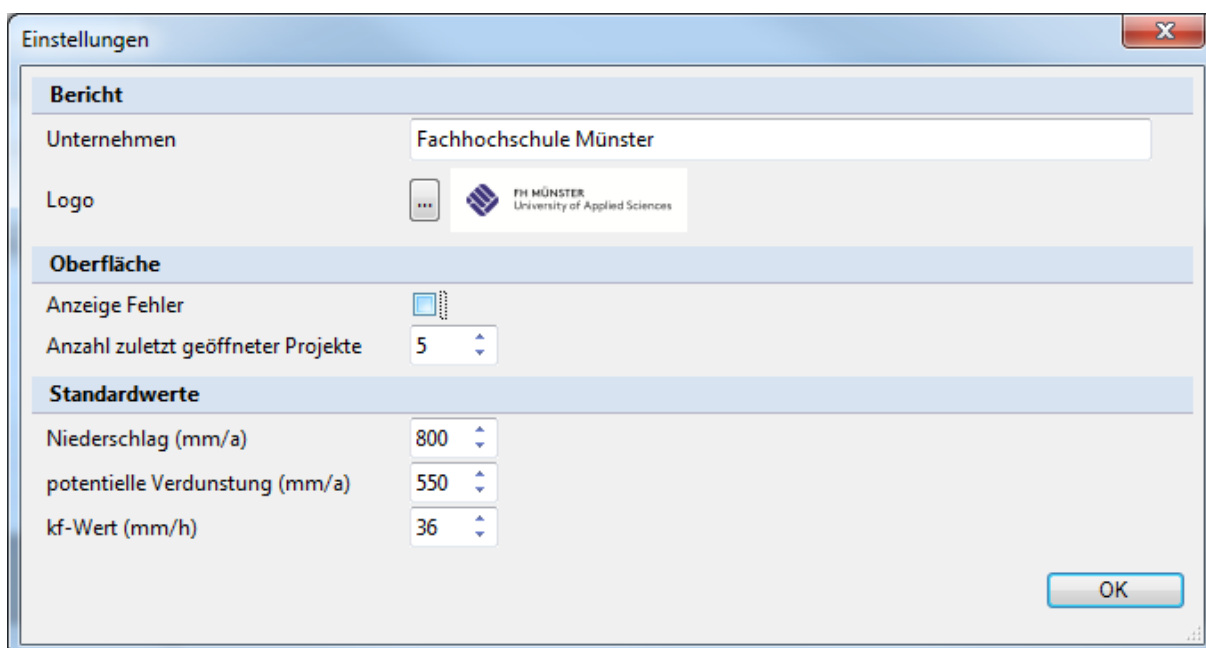 Einstellungen
Bericht
Unternehmen Fachhochschule Münster
Logo ... FH MÜNSTER
University of Applied Sciences
Oberfläche
Anzeige Fehler
Anzahl zuletzt geöffneter Projekte 5
Standardwerte
Niederschlag (mm/a) 800
potentielle Verdunstung (mm/a) 550
kf-Wert (mm/h) 36
OK